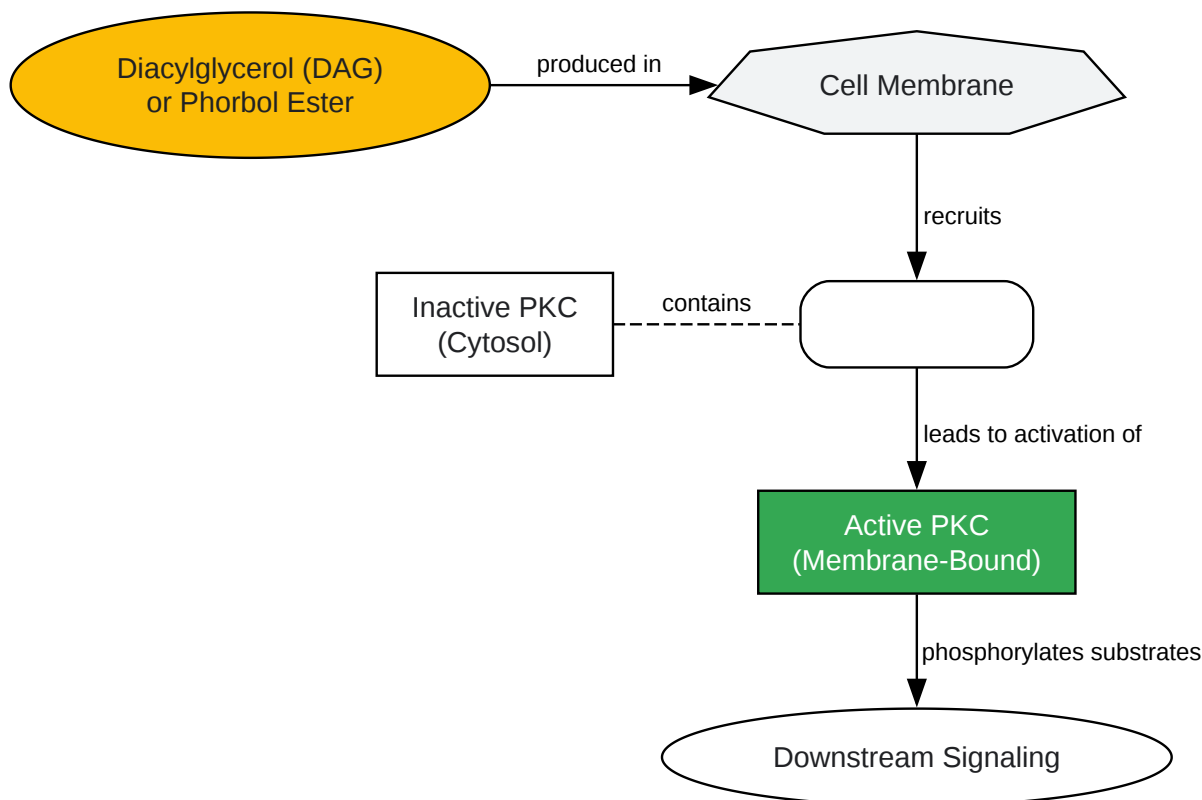 Diacylglycerol (DAG)
or Phorbol Ester
produced in
Cell Membrane
recruits
Inactive PKC
(Cytosol)
contains
leads to activation of
Active PKC
(Membrane-Bound)
phosphorylates substrates
Downstream Signaling